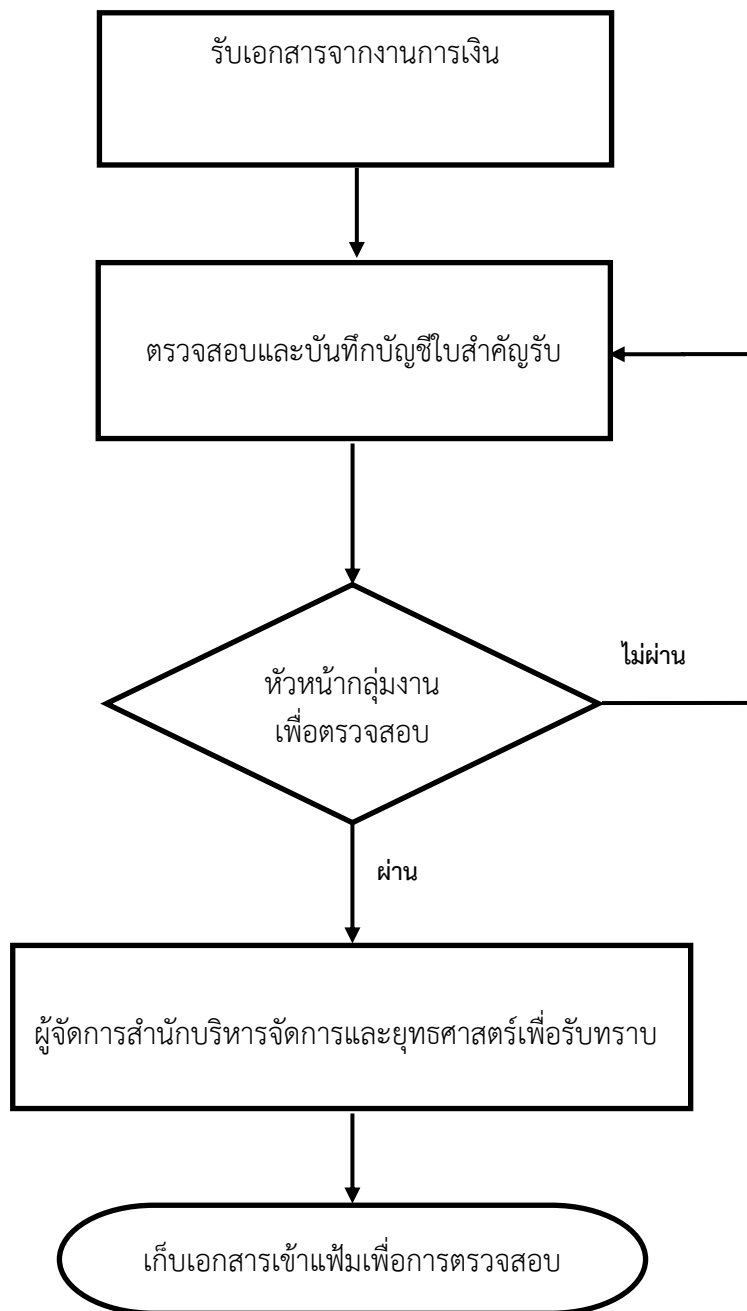 รับเอกสารจากงานการเงิน
ตรวจสอบและบันทึกบัญชีใบสำคัญรับ
หัวหน้ากลุ่มงาน
เพื่อตรวจสอบ
ไม่ผ่าน
ผ่าน
ผู้จัดการสำนักบริหารจัดการและยุทธศาสตร์เพื่อรับทราบ
เก็บเอกสารเข้าแฟ้มเพื่อการตรวจสอบ